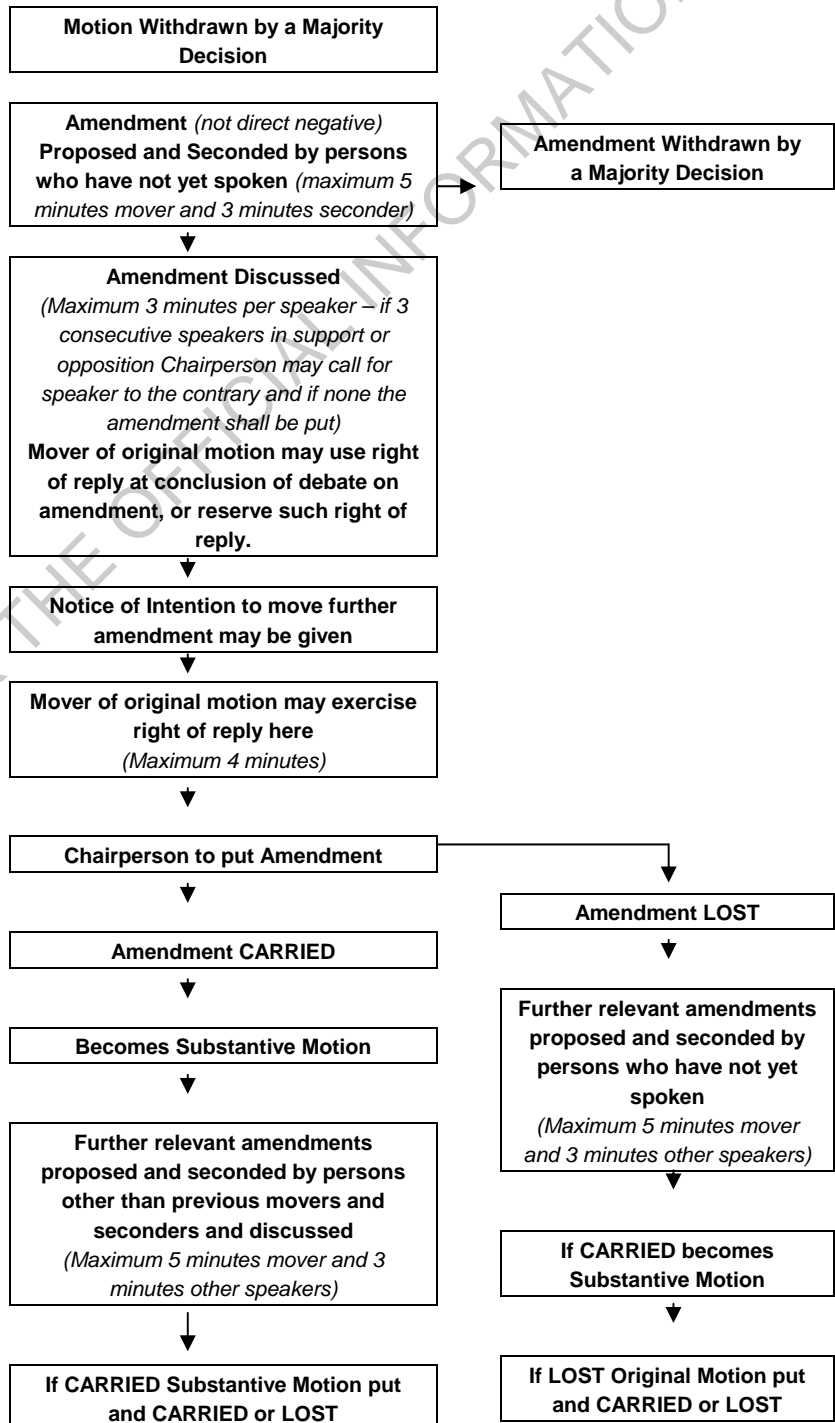 Motion Withdrawn by a Majority
Decision
Amendment (not direct negative)
Proposed and Seconded by persons
who have not yet spoken (maximum 5
minutes mover and 3 minutes seconder)
Amendment Withdrawn by
a Majority Decision
Amendment Discussed
(Maximum 3 minutes per speaker – if 3
consecutive speakers in support or
opposition Chairperson may call for
speaker to the contrary and if none the
amendment shall be put)
Mover of original motion may use right
of reply at conclusion of debate on
amendment, or reserve such right of
reply.
Notice of Intention to move further
amendment may be given
Mover of original motion may exercise
right of reply here
(Maximum 4 minutes)
Chairperson to put Amendment
Amendment CARRIED
Becomes Substantive Motion
Further relevant amendments
proposed and seconded by persons
other than previous movers and
seconders and discussed
(Maximum 5 minutes mover and 3
minutes other speakers)
If CARRIED Substantive Motion put
and CARRIED or LOST
Amendment LOST
Further relevant amendments
proposed and seconded by
persons who have not yet
spoken
(Maximum 5 minutes mover
and 3 minutes other speakers)
If CARRIED becomes
Substantive Motion
If LOST Original Motion put
and CARRIED or LOST
THE OFFICIAL INFORMATION